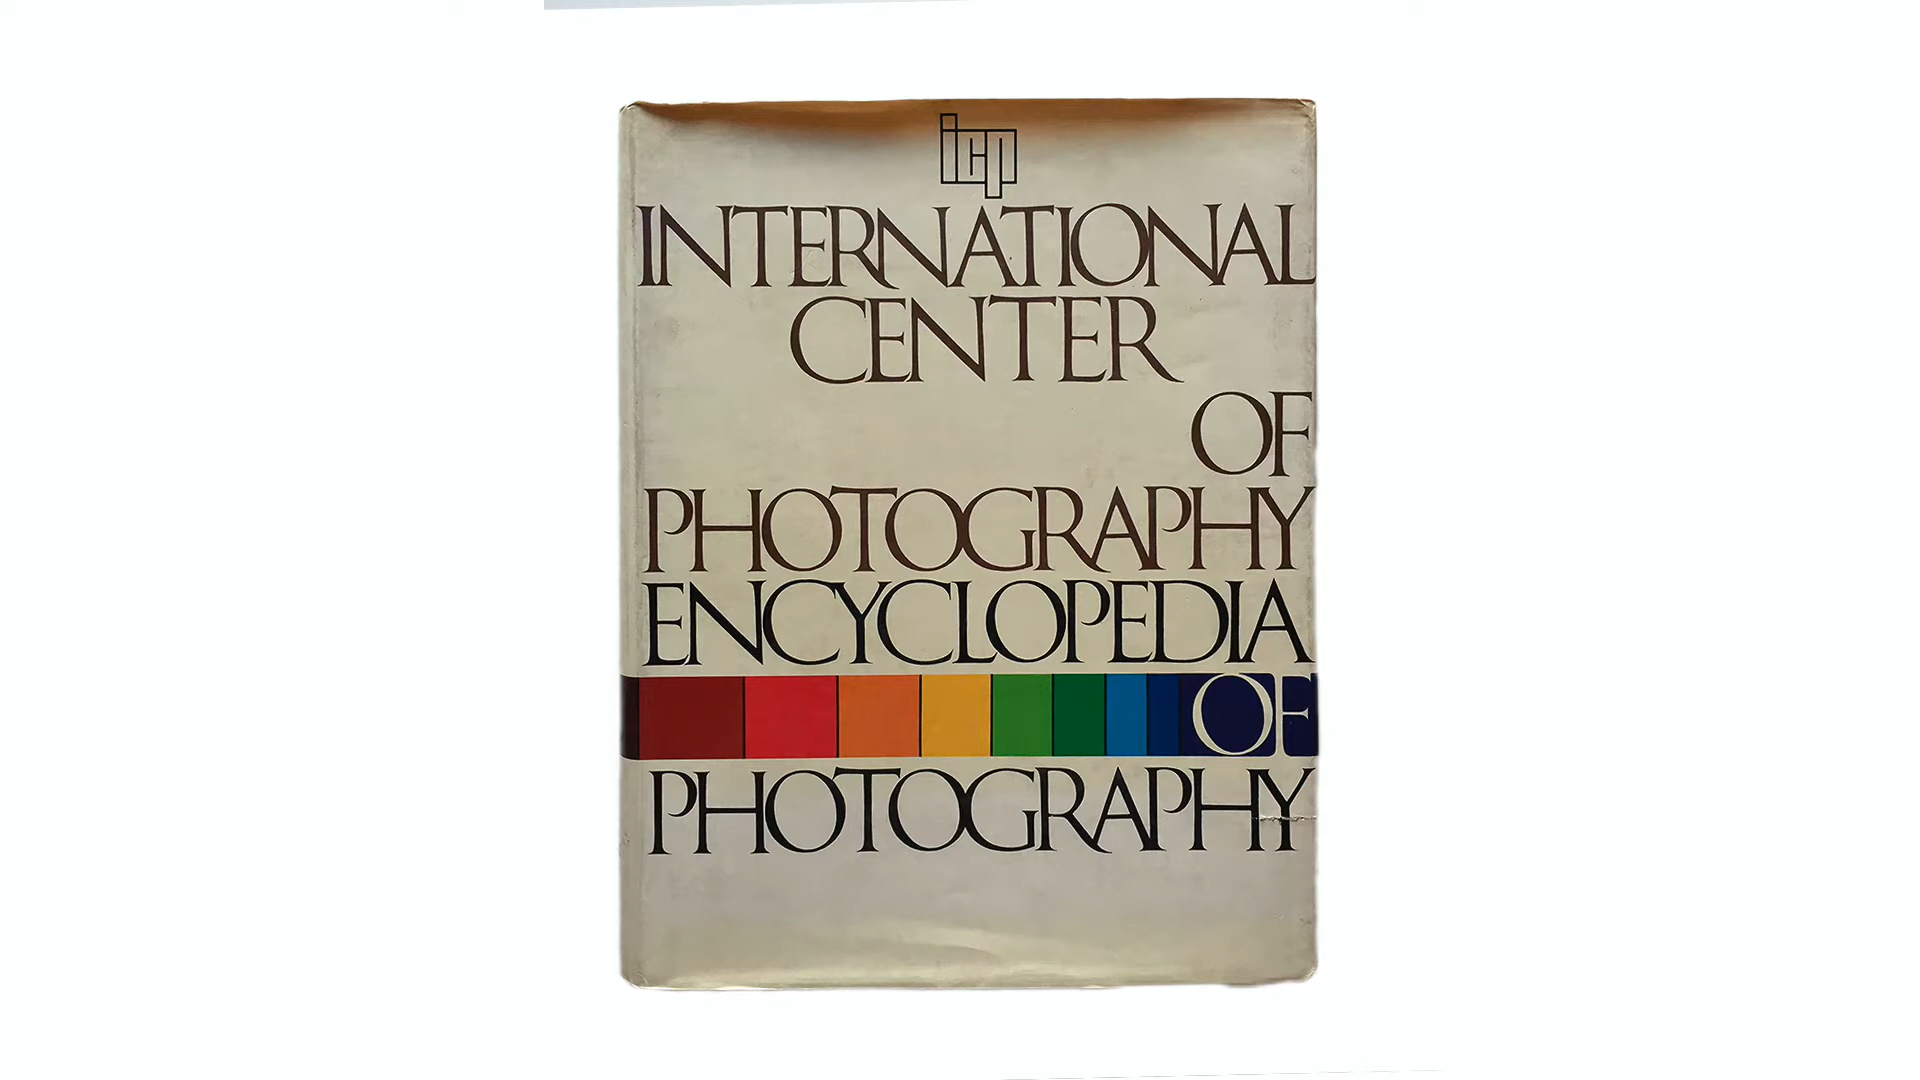 icp
INTERNATIONAL
CENTER
OF
PHOTOGRAPHY
ENCYCLOPEDIA
OF
PHOTOGRAPHY